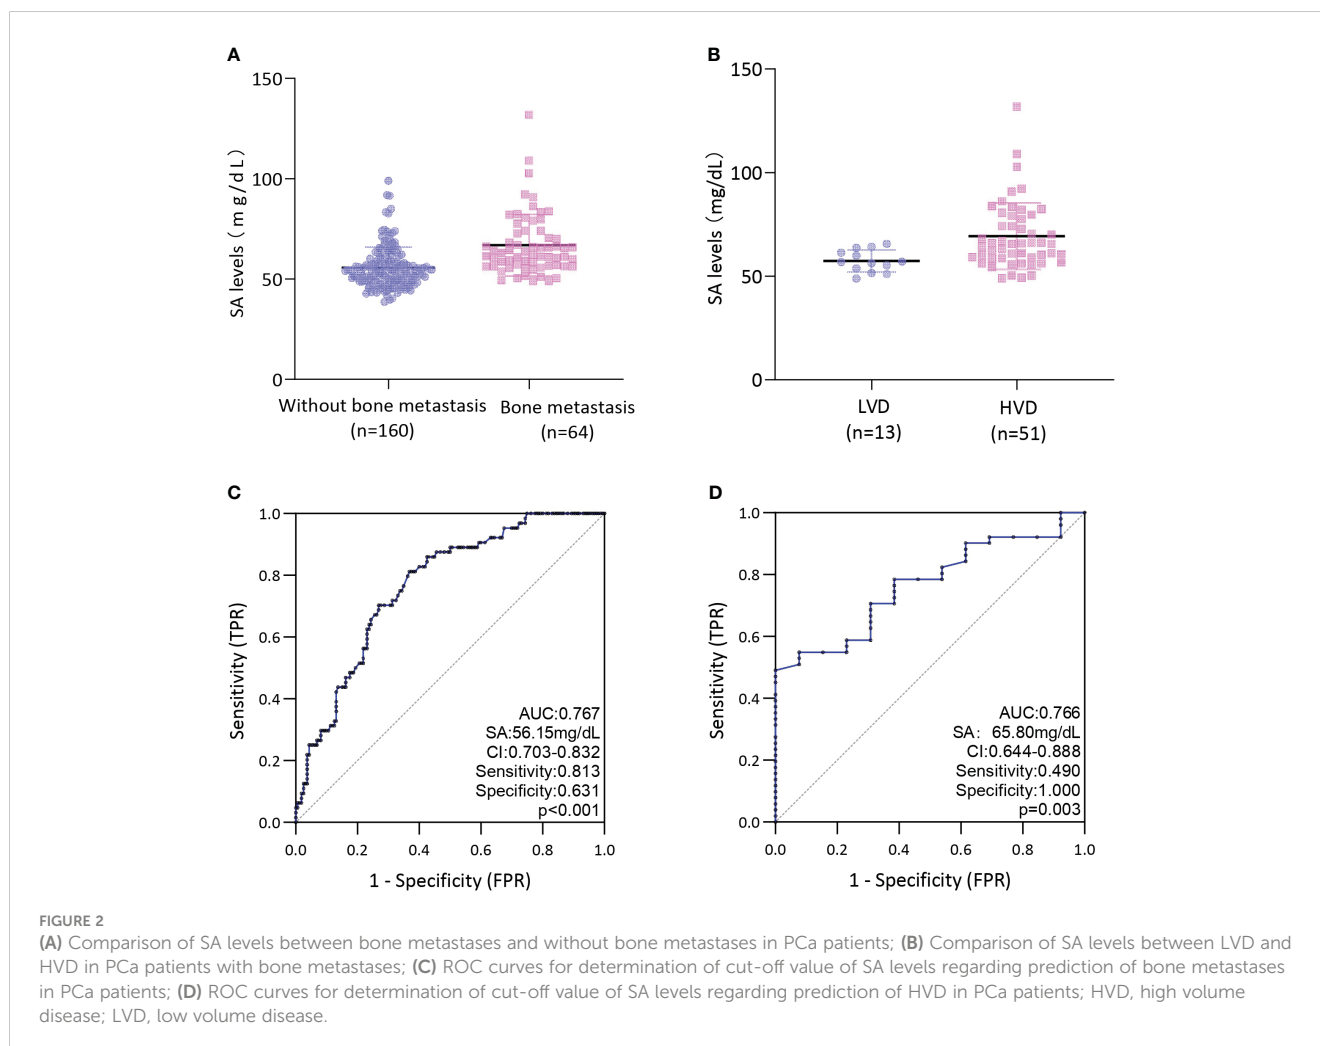 A
150
100
50
0
SA levels (mg/dL)
Without bone metastasis
(n=160)
Bone metastasis
(n=64)
B
150
100
50
0
SA levels (mg/dL)
LVD
(n=13)
HVD
(n=51)
C
1.0
0.8
0.6
0.4
0.2
0.0
Sensitivity (TPR)
AUC:0.767
SA:56.15mg/dL
CI:0.703-0.832
Sensitivity:0.813
Specificity:0.631
p<0.001
0.0 0.2 0.4 0.6 0.8 1.0
1 - Specificity (FPR)
D
1.0
0.8
0.6
0.4
0.2
0.0
Sensitivity (TPR)
AUC:0.766
SA: 65.80mg/dL
CI:0.644-0.888
Sensitivity:0.490
Specificity:1.000
p=0.003
0.0 0.2 0.4 0.6 0.8 1.0
1 - Specificity (FPR)
FIGURE 2
(A) Comparison of SA levels between bone metastases and without bone metastases in PCa patients; (B) Comparison of SA levels between LVD and
HVD in PCa patients with bone metastases; (C) ROC curves for determination of cut-off value of SA levels regarding prediction of bone metastases
in PCa patients; (D) ROC curves for determination of cut-off value of SA levels regarding prediction of HVD in PCa patients; HVD, high volume
disease; LVD, low volume disease.